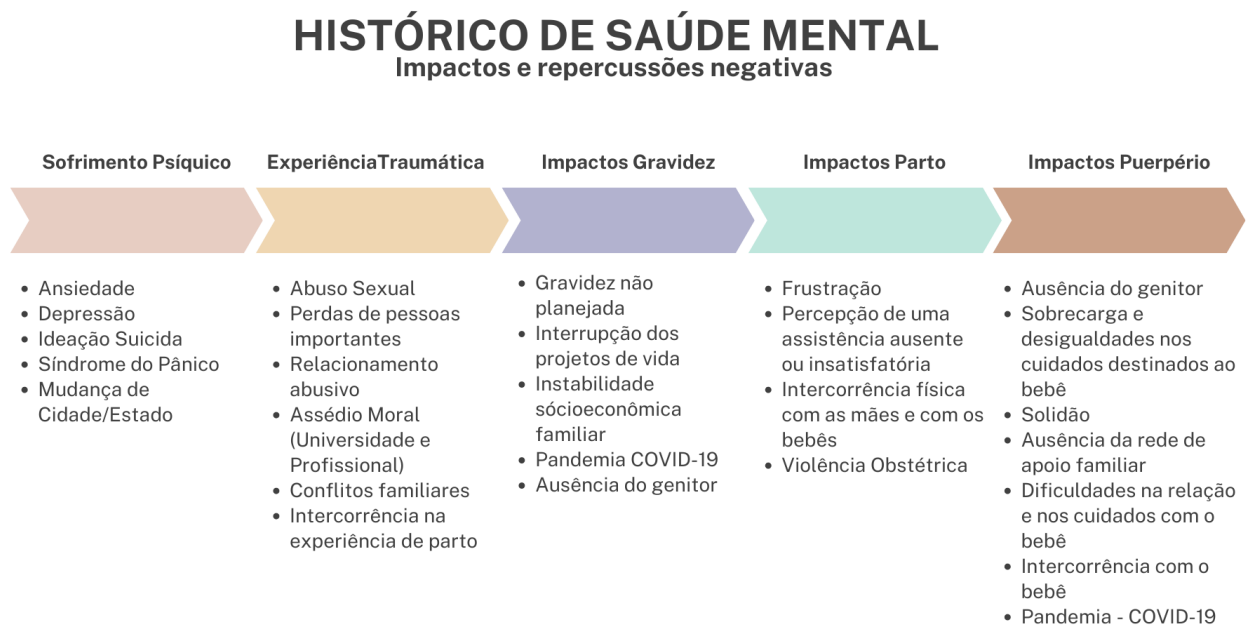 HISTÓRICO DE SAÚDE MENTAL
Impactos e repercussões negativas
Sofrimento Psíquico
• Ansiedade
• Depressão
• Ideação Suicida
• Síndrome do Pânico
• Mudança de
Cidade/Estado
ExperiênciaTraumática
• Abuso Sexual
• Perdas de pessoas
importantes
• Relacionamento
abusivo
• Assédio Moral
(Universidade e
Profissional)
• Conflitos familiares
• Intercorrência na
experiência de parto
Impactos Gravidez
• Gravidez não
planejada
• Interrupção dos
projetos de vida
• Instabilidade
sócioeconômica
familiar
• Pandemia COVID-19
• Ausência do genitor
Impactos Parto
• Frustração
• Percepção de uma
assistência ausente
ou insatisfatória
• Intercorrência física
com as mães e com os
bebês
• Violência Obstétrica
Impactos Puerpério
• Ausência do genitor
• Sobrecarga e
desigualdades nos
cuidados destinados ao
bebê
• Solidão
• Ausência da rede de
apoio familiar
• Dificuldades na relação
e nos cuidados com o
bebê
• Intercorrência com o
bebê
• Pandemia - COVID-19